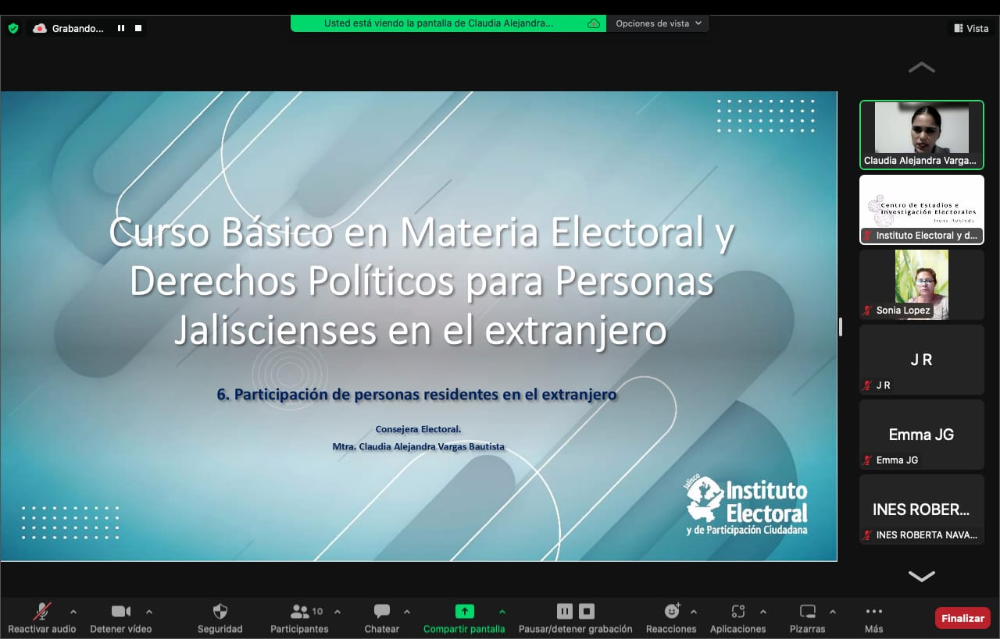 Grabando...
Usted está viendo la pantalla de Claudia Alejandra...
Opciones de vista
Vista
Curso Básico en Materia Electoral y
Derechos Políticos para Personas
Jaliscienses en el extranjero
6. Participación de personas residentes en el extranjero
Consejera Electoral.
Mtra. Claudia Alejandra Vargas Bautista
Jalisco
Instituto
Electoral
y de Participación Ciudadana
Claudia Alejandra Varga...
Centro de Estudios e
Investigación Electorales
Irene Robledo
Instituto Electoral y d...
Sonia Lopez
J R
J R
Emma JG
Emma JG
INES ROBER...
INES ROBERTA NAVA...
Reactivar audio
Detener vídeo
Seguridad
10
Participantes
Chatear
Compartir pantalla
Pausar/detener grabación
Reacciones
Aplicaciones
Pizarras
Más
Finalizar